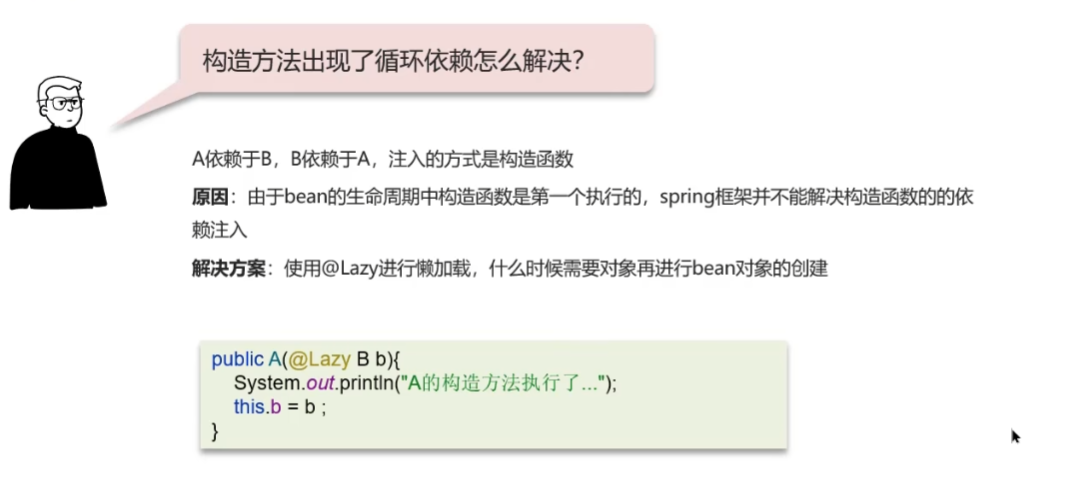 构造方法出现了循环依赖怎么解决？
A依赖于B，B依赖于A，注入的方式是构造函数
原因：由于bean的生命周期中构造函数是第一个执行的，spring框架并不能解决构造函数的的依
赖注入
解决方案：使用@Lazy进行懒加载，什么时候需要对象再进行bean对象的创建
public A(@Lazy B b){
System.out.println("A的构造方法执行了...");
this.b = b ;
}